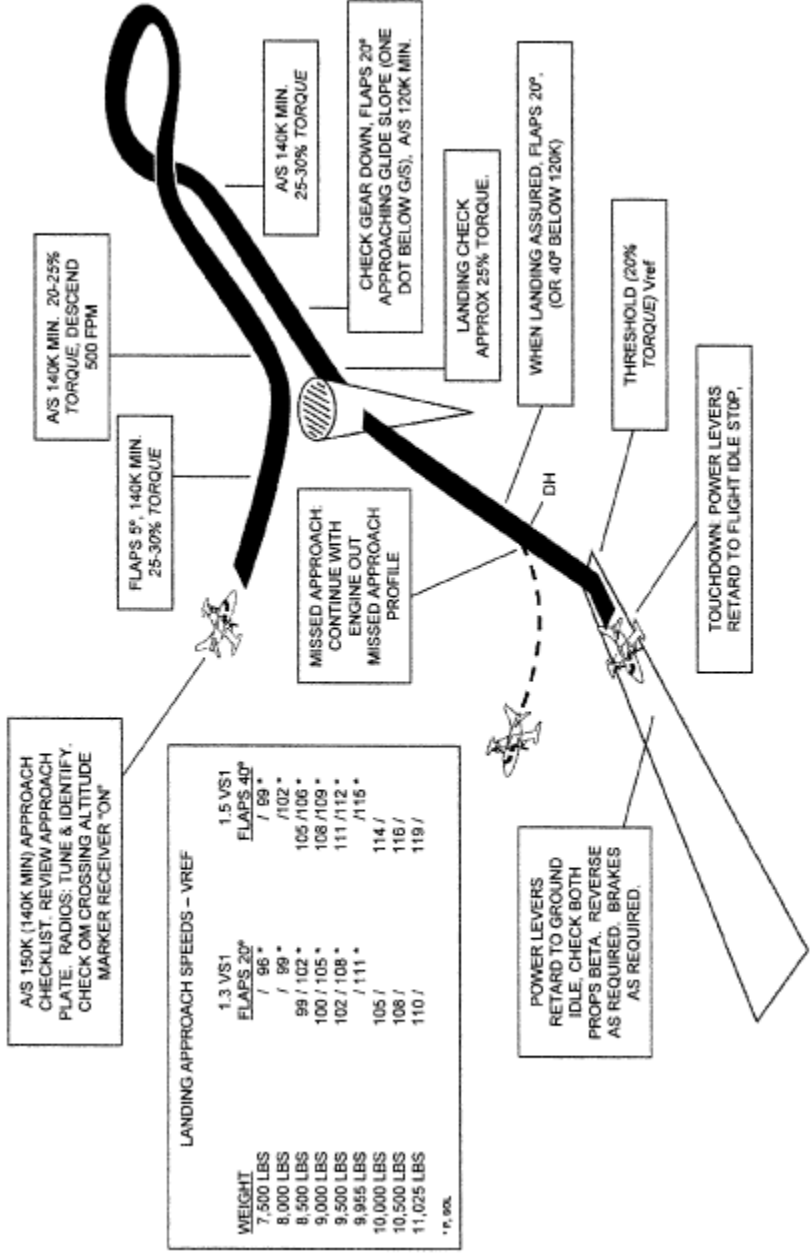 A/S 150K (140K MIN) APPROACH
CHECKLIST. REVIEW APPROACH
PLATE. RADIOS: TUNE & IDENTIFY.
CHECK OM CROSSING ALTITUDE
MARKER RECEIVER "ON"
FLAPS 5º, 140K MIN.
25-30% TORQUE
A/S 140K MIN. 20-25%
TORQUE, DESCEND
500 FPM
A/S 140K MIN.
25-30% TORQUE
CHECK GEAR DOWN, FLAPS 20º
APPROACHING GLIDE SLOPE (ONE
DOT BELOW G/S), A/S 120K MIN.
LANDING CHECK
APPROX 25% TORQUE.
WHEN LANDING ASSURED, FLAPS 20º,
(OR 40º BELOW 120K)
MISSED APPROACH:
CONTINUE WITH
ENGINE OUT
MISSED APPROACH
PROFILE
DH
THRESHOLD (20%
TORQUE) Vref
TOUCHDOWN: POWER LEVERS
RETARD TO FLIGHT IDLE STOP,
POWER LEVERS
RETARD TO GROUND
IDLE, CHECK BOTH
PROPS BETA. REVERSE
AS REQUIRED. BRAKES
AS REQUIRED.
LANDING APPROACH SPEEDS – VREF
1.3 VS1 1.5 VS1
WEIGHT FLAPS 20º FLAPS 40º
7,500 LBS / 96 * / 99 *
8,000 LBS / 99 * /102 *
8,500 LBS 99 / 102 * 105 /106 *
9,000 LBS 100 / 105 * 108 /109 *
9,500 LBS 102 / 108 * 111 /112 *
9,955 LBS / 111 * /115 *
10,000 LBS 105 / 114 /
10,500 LBS 108 / 116 /
11,025 LBS 110 / 119 /